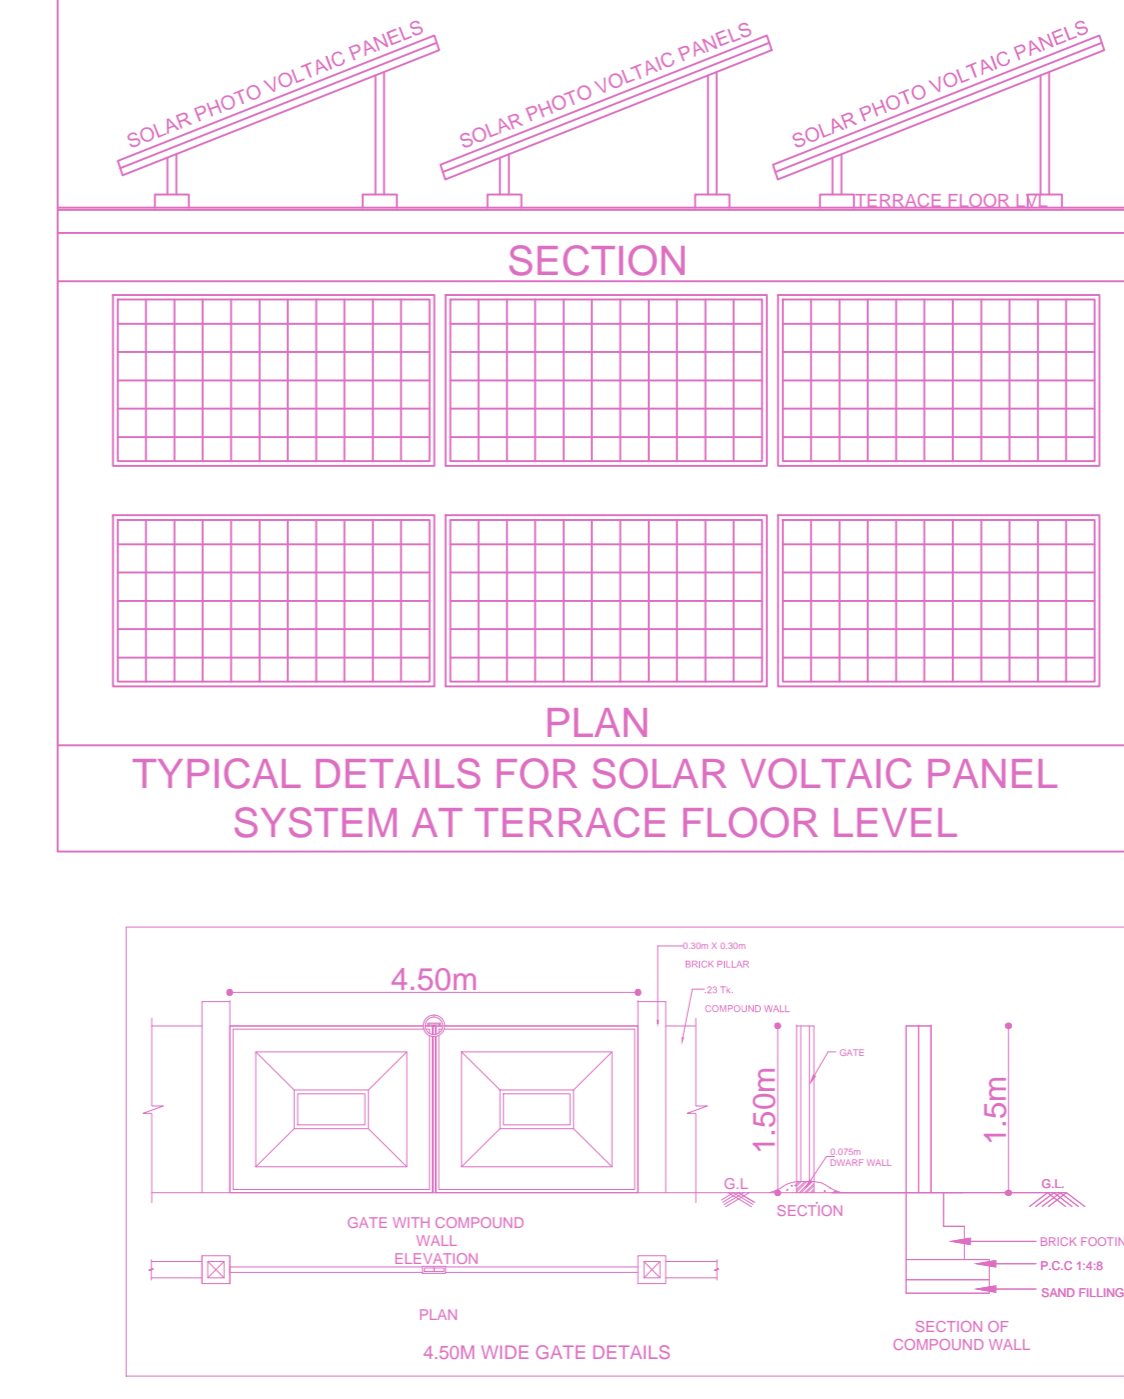 SOLAR PHOTO VOLTAIC PANELS
SOLAR PHOTO VOLTAIC PANELS
SOLAR PHOTO VOLTAIC PANELS
TERRACE FLOOR LVL
SECTION
PLAN
TYPICAL DETAILS FOR SOLAR VOLTAIC PANEL
SYSTEM AT TERRACE FLOOR LEVEL
4.50m
0.30m X 0.30m
BRICK PILLAR
.23 Tk.
COMPOUND WALL
GATE
1.50m
1.5m
0.075m
DWARF WALL
G.L
SECTION
G.L.
GATE WITH COMPOUND
WALL
ELEVATION
BRICK FOOTIN
P.C.C 1:4:8
SAND FILLING
PLAN
4.50M WIDE GATE DETAILS
SECTION OF
COMPOUND WALL